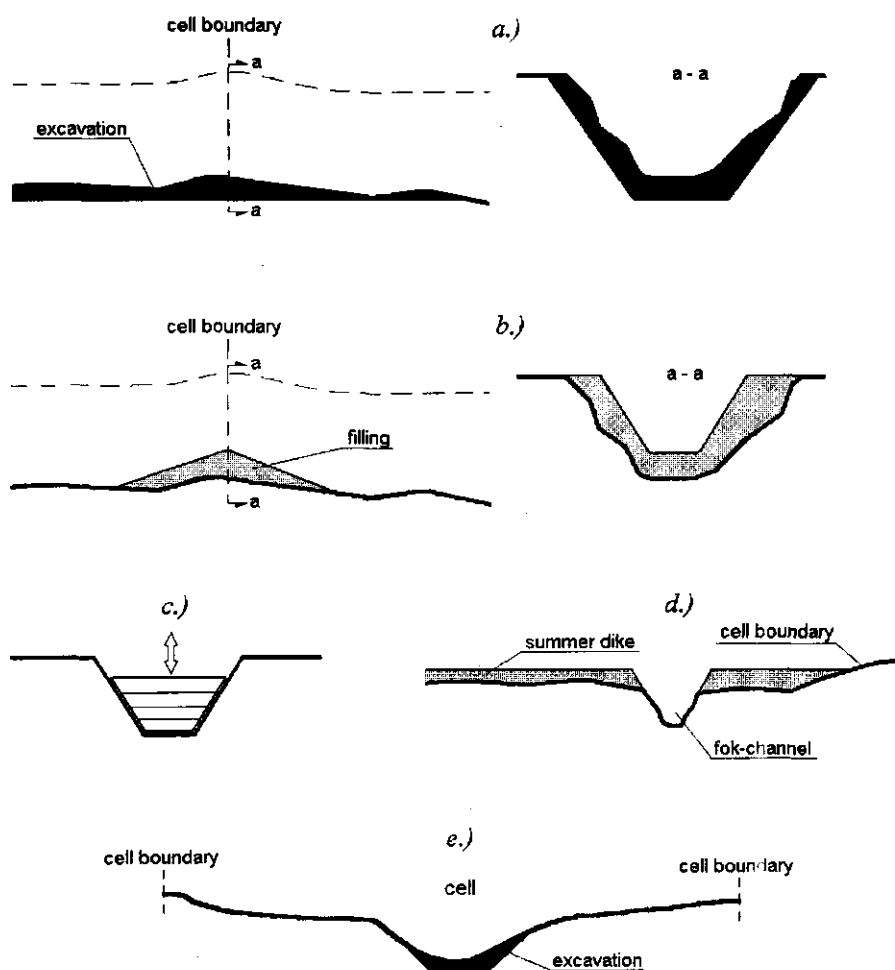 cell boundary
a.)
a
a - a
excavation
a
cell boundary
b.)
a
a - a
filling
a
c.)
d.)
summer dike
cell boundary
fok-channel
e.)
cell boundary
cell boundary
cell
excavation